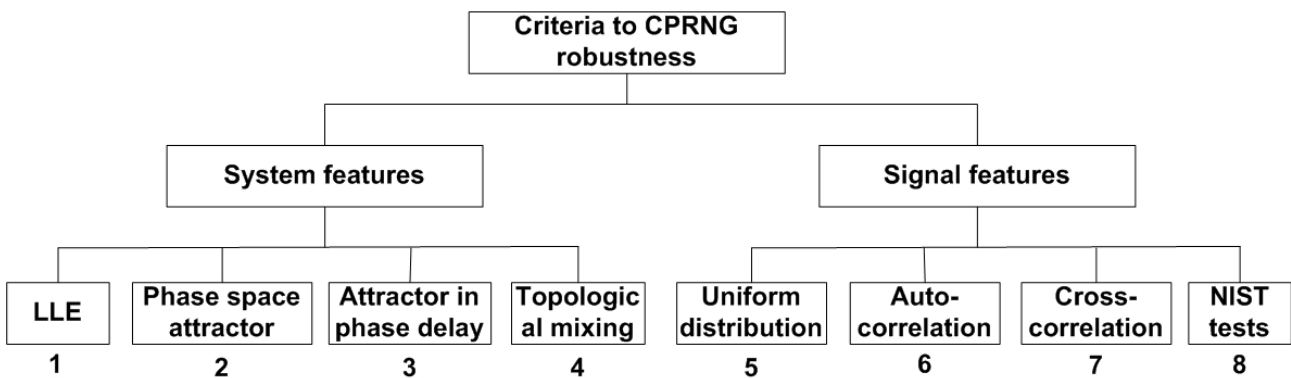 Criteria to CPRNG
robustness
System features
Signal features
LLE
Phase space
attractor
Attractor in
phase delay
Topologic
al mixing
Uniform
distribution
Auto-
correlation
Cross-
correlation
NIST
tests
1
2
3
4
5
6
7
8